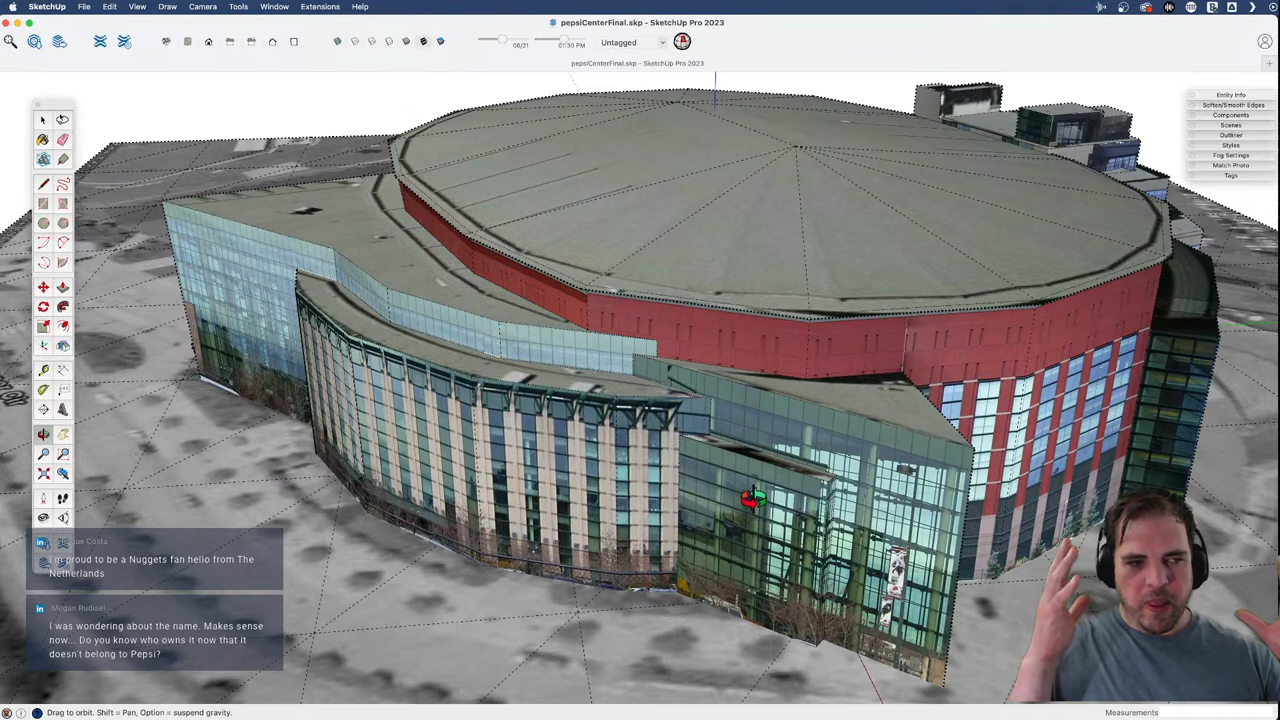 SketchUp File Edit View Draw Camera Tools Window Extensions Help
pepsiCenterFinal.skp - SketchUp Pro 2023
06/21
01:30 PM
Untagged
pepsiCenterFinal.skp - SketchUp Pro 2023
Entity Info
Soften/Smooth Edges
Components
Scenes
Outliner
Styles
Fog Settings
Match Photo
Tags
que Costa
I'm proud to be a Nuggets fan hello from The
Netherlands
Megan Rudisel
I was wondering about the name. Makes sense
now... Do you know who owns it now that it
doesn't belong to Pepsi?
Drag to orbit. Shift = Pan, Option = suspend gravity.
Measurements